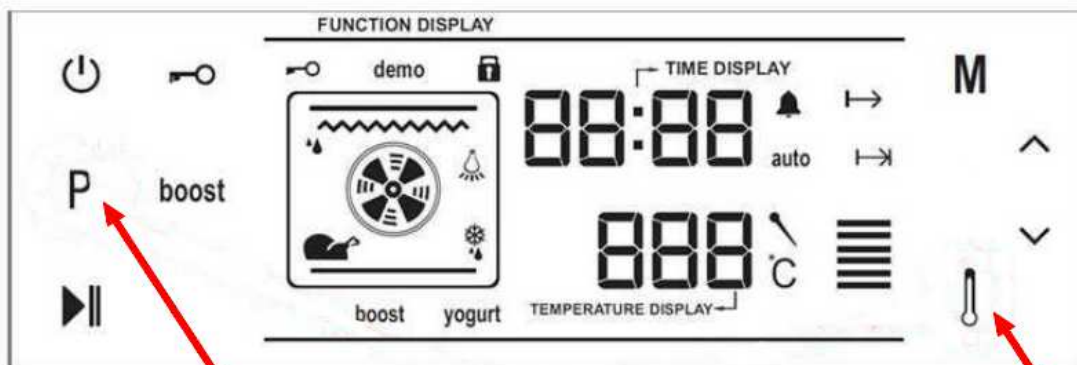 FUNCTION DISPLAY
demo
TIME DISPLAY
88:88
M
auto
P
boost
888
°C
boost
yogurt
TEMPERATURE DISPLAY